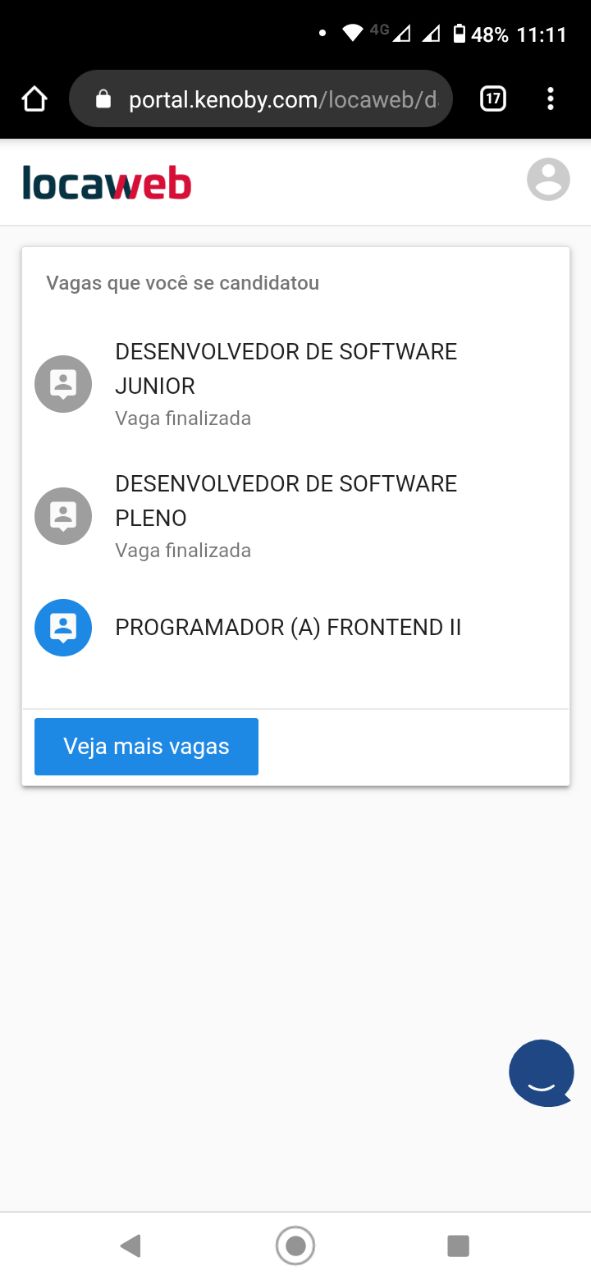 4G 48% 11:11
portal.kenoby.com/locaweb/d
17
locaweb
Vagas que você se candidatou
DESENVOLVEDOR DE SOFTWARE
JUNIOR
Vaga finalizada
DESENVOLVEDOR DE SOFTWARE
PLENO
Vaga finalizada
PROGRAMADOR (A) FRONTEND II
Veja mais vagas